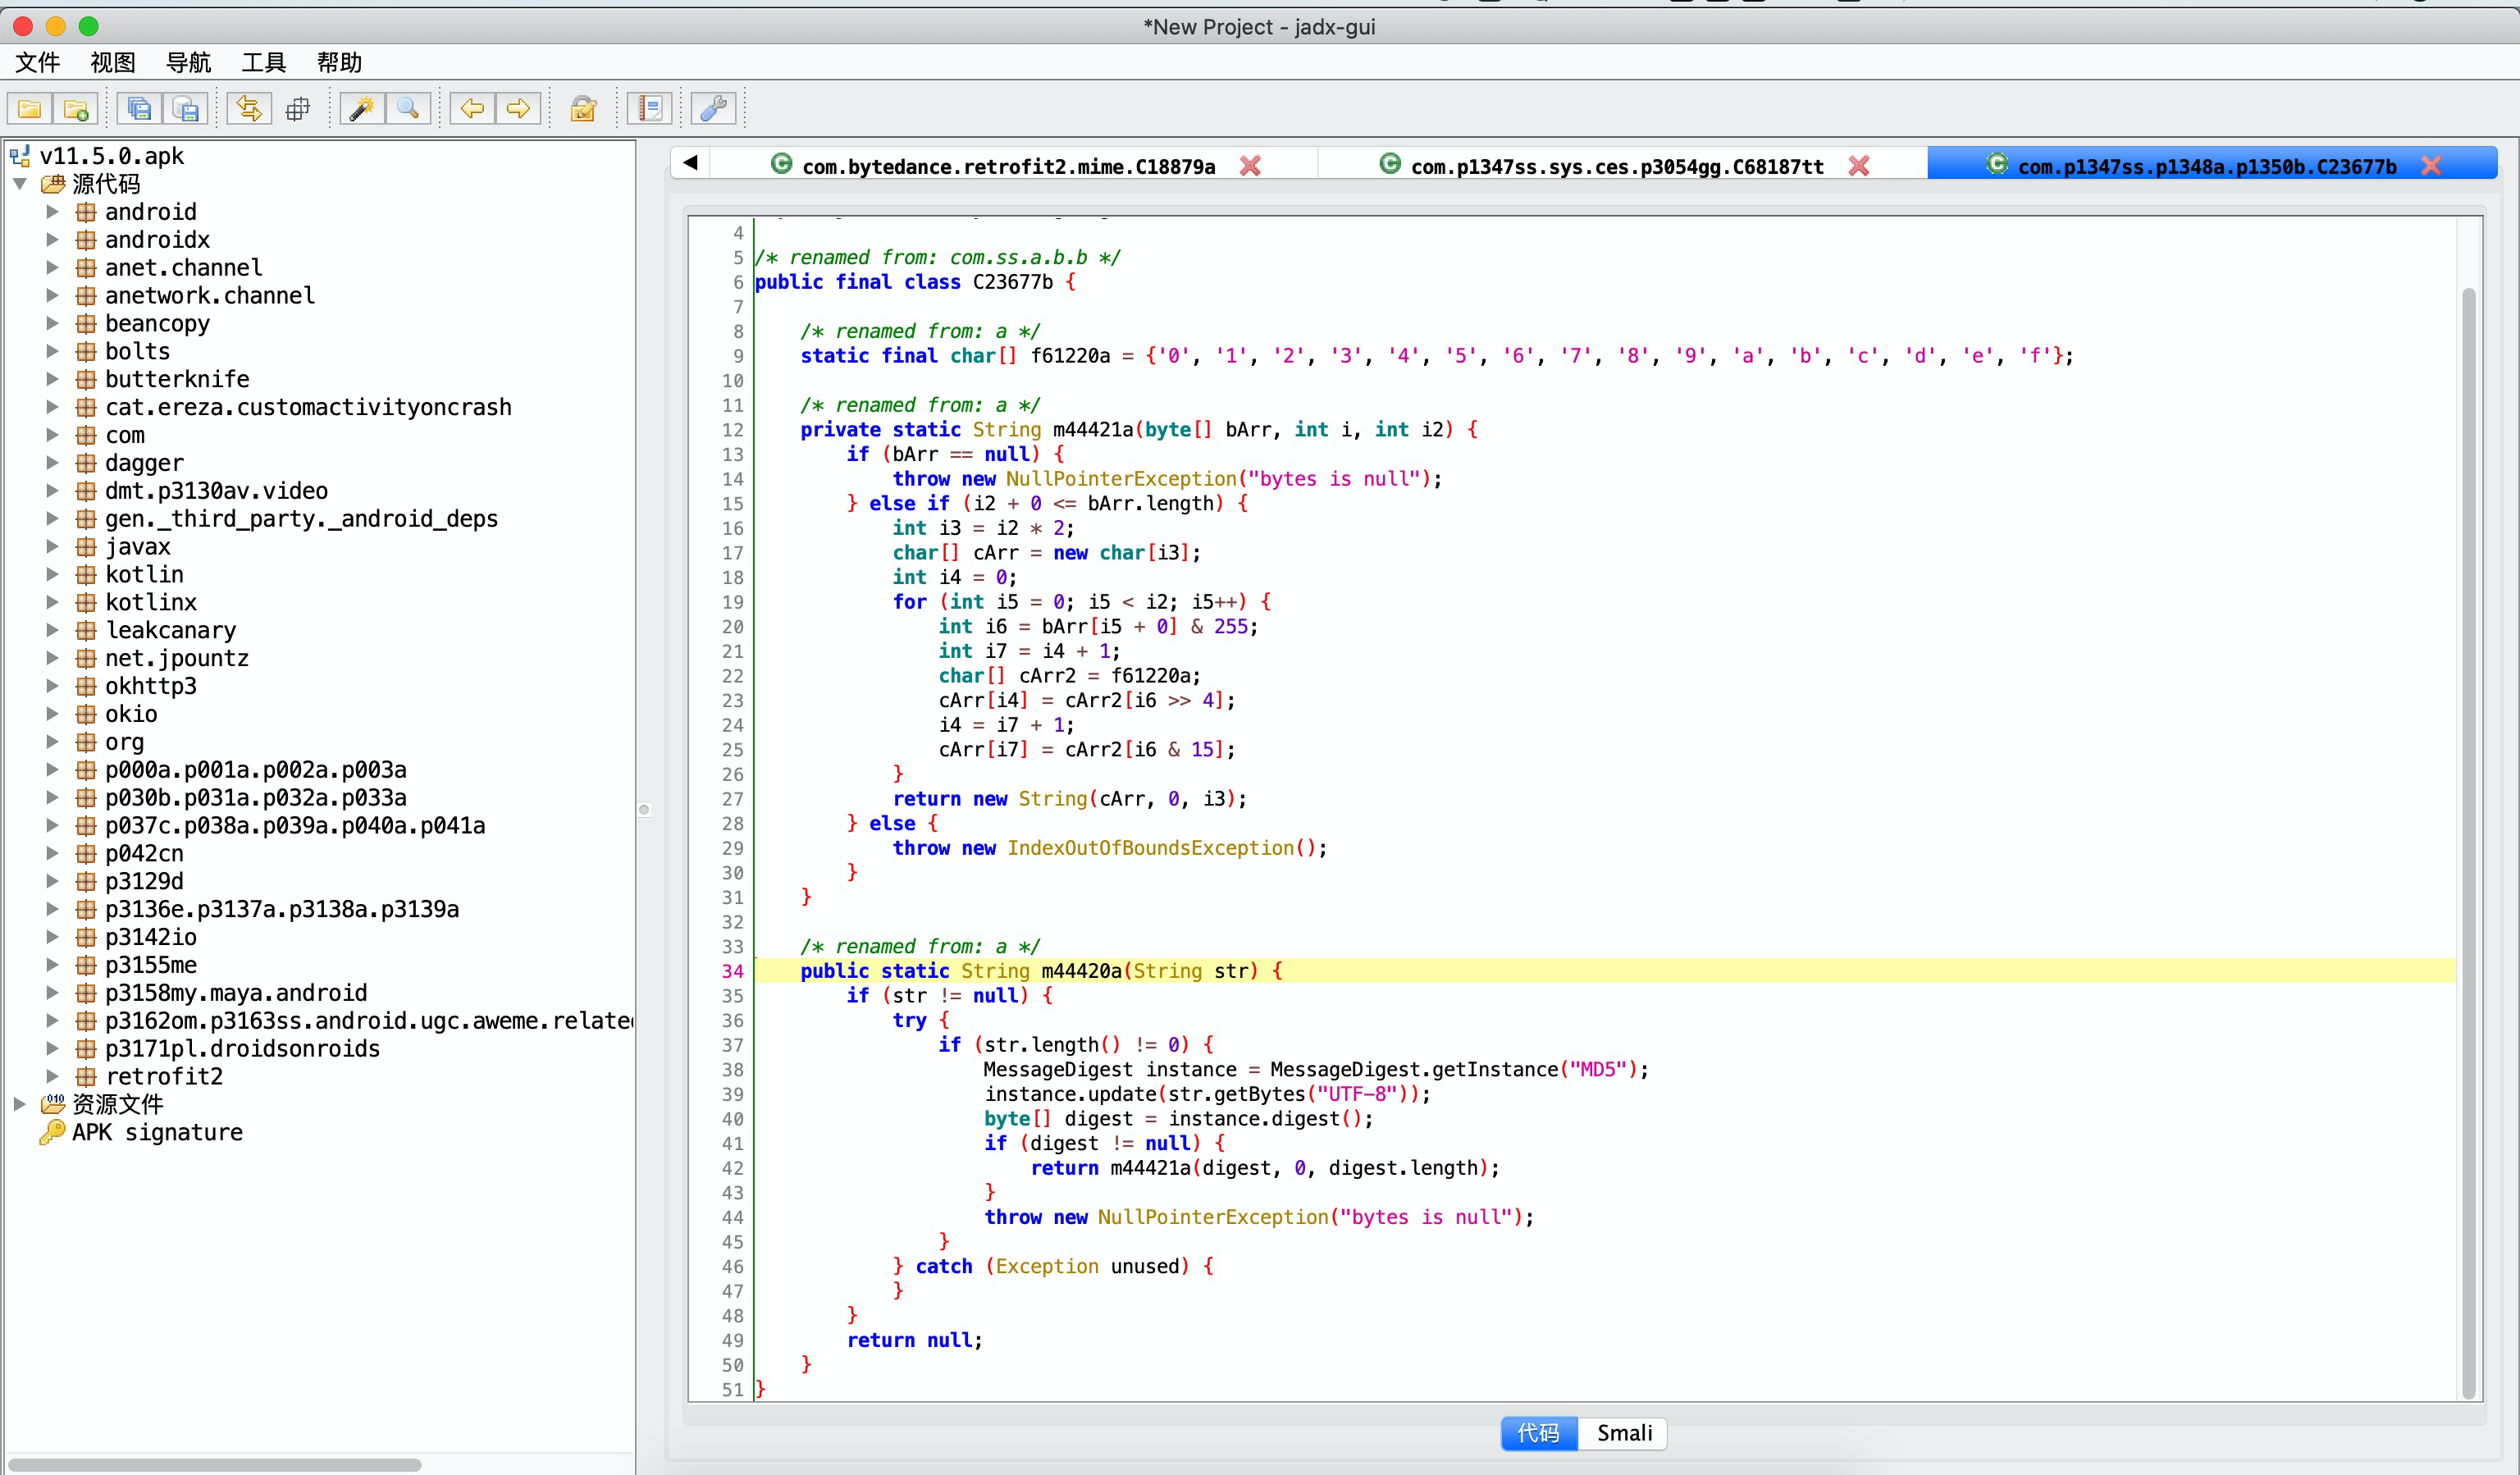 *New Project - jadx-gui
文件 视图 导航 工具 帮助
v11.5.0.apk
源代码
android
androidx
anet.channel
anetwork.channel
beancopy
bolts
butterknife
cat.ereza.customactivityoncrash
com
dagger
dmt.p3130av.video
gen._third_party._android_deps
javax
kotlin
kotlinx
leakcanary
net.jpountz
okhttp3
okio
org
p000a.p001a.p002a.p003a
p030b.p031a.p032a.p033a
p037c.p038a.p039a.p040a.p041a
p042cn
p3129d
p3136e.p3137a.p3138a.p3139a
p3142io
p3155me
p3158my.maya.android
p3162om.p3163ss.android.ugc.aweme.relate
p3171pl.droidsonroids
retrofit2
资源文件
APK signature
com.bytedance.retrofit2.mime.C18879a com.p1347ss.sys.ces.p3054gg.C68187tt com.p1347ss.p1348a.p1350b.C23677b
4
5 /* renamed from: com.ss.a.b.b */
6 public final class C23677b {
7
8 /* renamed from: a */
9 static final char[] f61220a = {'0', '1', '2', '3', '4', '5', '6', '7', '8', '9', 'a', 'b', 'c', 'd', 'e', 'f'};
10
11 /* renamed from: a */
12 private static String m44421a(byte[] bArr, int i, int i2) {
13 if (bArr == null) {
14 throw new NullPointerException("bytes is null");
15 } else if (i2 + 0 <= bArr.length) {
16 int i3 = i2 * 2;
17 char[] cArr = new char[i3];
18 int i4 = 0;
19 for (int i5 = 0; i5 < i2; i5++) {
20 int i6 = bArr[i5 + 0] & 255;
21 int i7 = i4 + 1;
22 char[] cArr2 = f61220a;
23 cArr[i4] = cArr2[i6 >> 4];
24 i4 = i7 + 1;
25 cArr[i7] = cArr2[i6 & 15];
26 }
27 return new String(cArr, 0, i3);
28 } else {
29 throw new IndexOutOfBoundsException();
30 }
31 }
32
33 /* renamed from: a */
34 public static String m44420a(String str) {
35 if (str != null) {
36 try {
37 if (str.length() != 0) {
38 MessageDigest instance = MessageDigest.getInstance("MD5");
39 instance.update(str.getBytes("UTF-8"));
40 byte[] digest = instance.digest();
41 if (digest != null) {
42 return m44421a(digest, 0, digest.length);
43 }
44 throw new NullPointerException("bytes is null");
45 }
46 } catch (Exception unused) {
47 }
48 }
49 return null;
50 }
51 }
代码 Smali